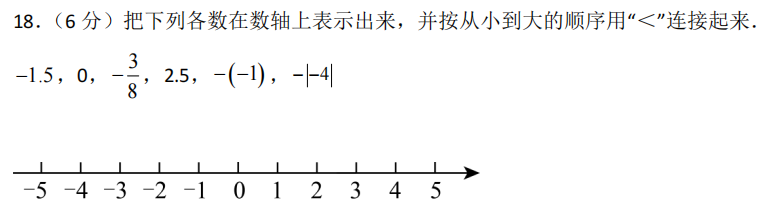 18.（6 分）把下列各数在数轴上表示出来，并按从小到大的顺序用“＜”连接起来.
−1.5，0，−3/8，2.5，−(−1)，−|−4|
−5 −4 −3 −2 −1 0 1 2 3 4 5